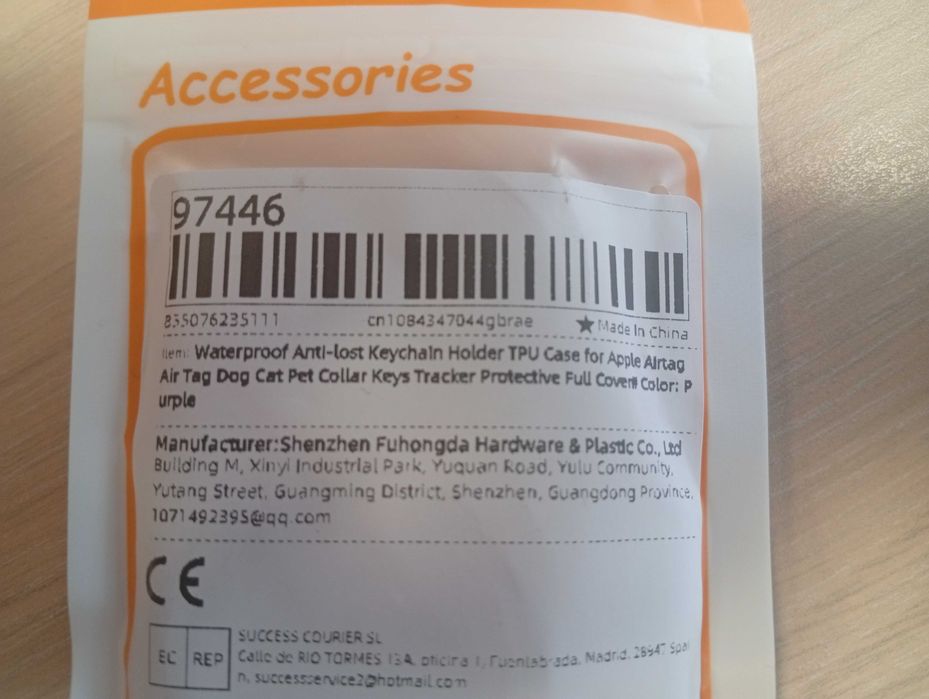 Accessories
97446
835076235111 cn1084347044gbrae ★Made in China
Item: Waterproof Anti-lost Keychain Holder TPU Case for Apple Airtag
Air Tag Dog Cat Pet Collar Keys Tracker Protective Full Cover# Color: P
urple
Manufacturer:Shenzhen Fuhongda Hardware & Plastic Co., Ltd
Building M, Xinyi Industrial Park, Yuquan Road, Yulu Community,
Yutang Street, Guangming District, Shenzhen, Guangdong Province,
1071492395@qq.com
CE
EC REP
SUCCESS COURIER SL
Calle de RIO TORMES 13A, oficina 1, Fuenlabrada, Madrid, 28947 Spai
n, successservice2@hotmail.com